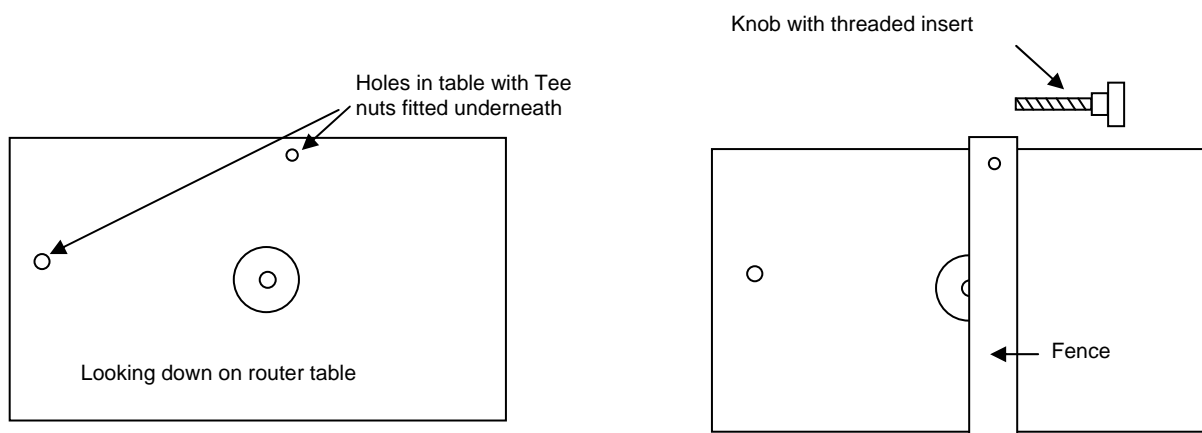 Knob with threaded insert
Holes in table with Tee
nuts fitted underneath
Looking down on router table
Fence